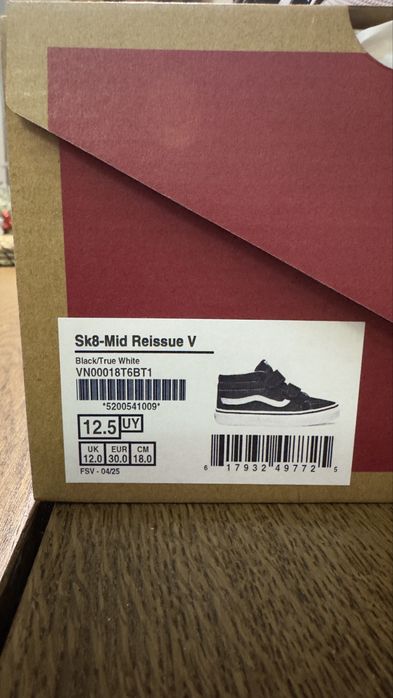 Sk8-Mid Reissue V
Black/True White
VN00018T6BT1
*5200541009*
12.5 UY
UK EUR CM
12.0 30.0 18.0
FSV - 04/25
6 17932 49772 5